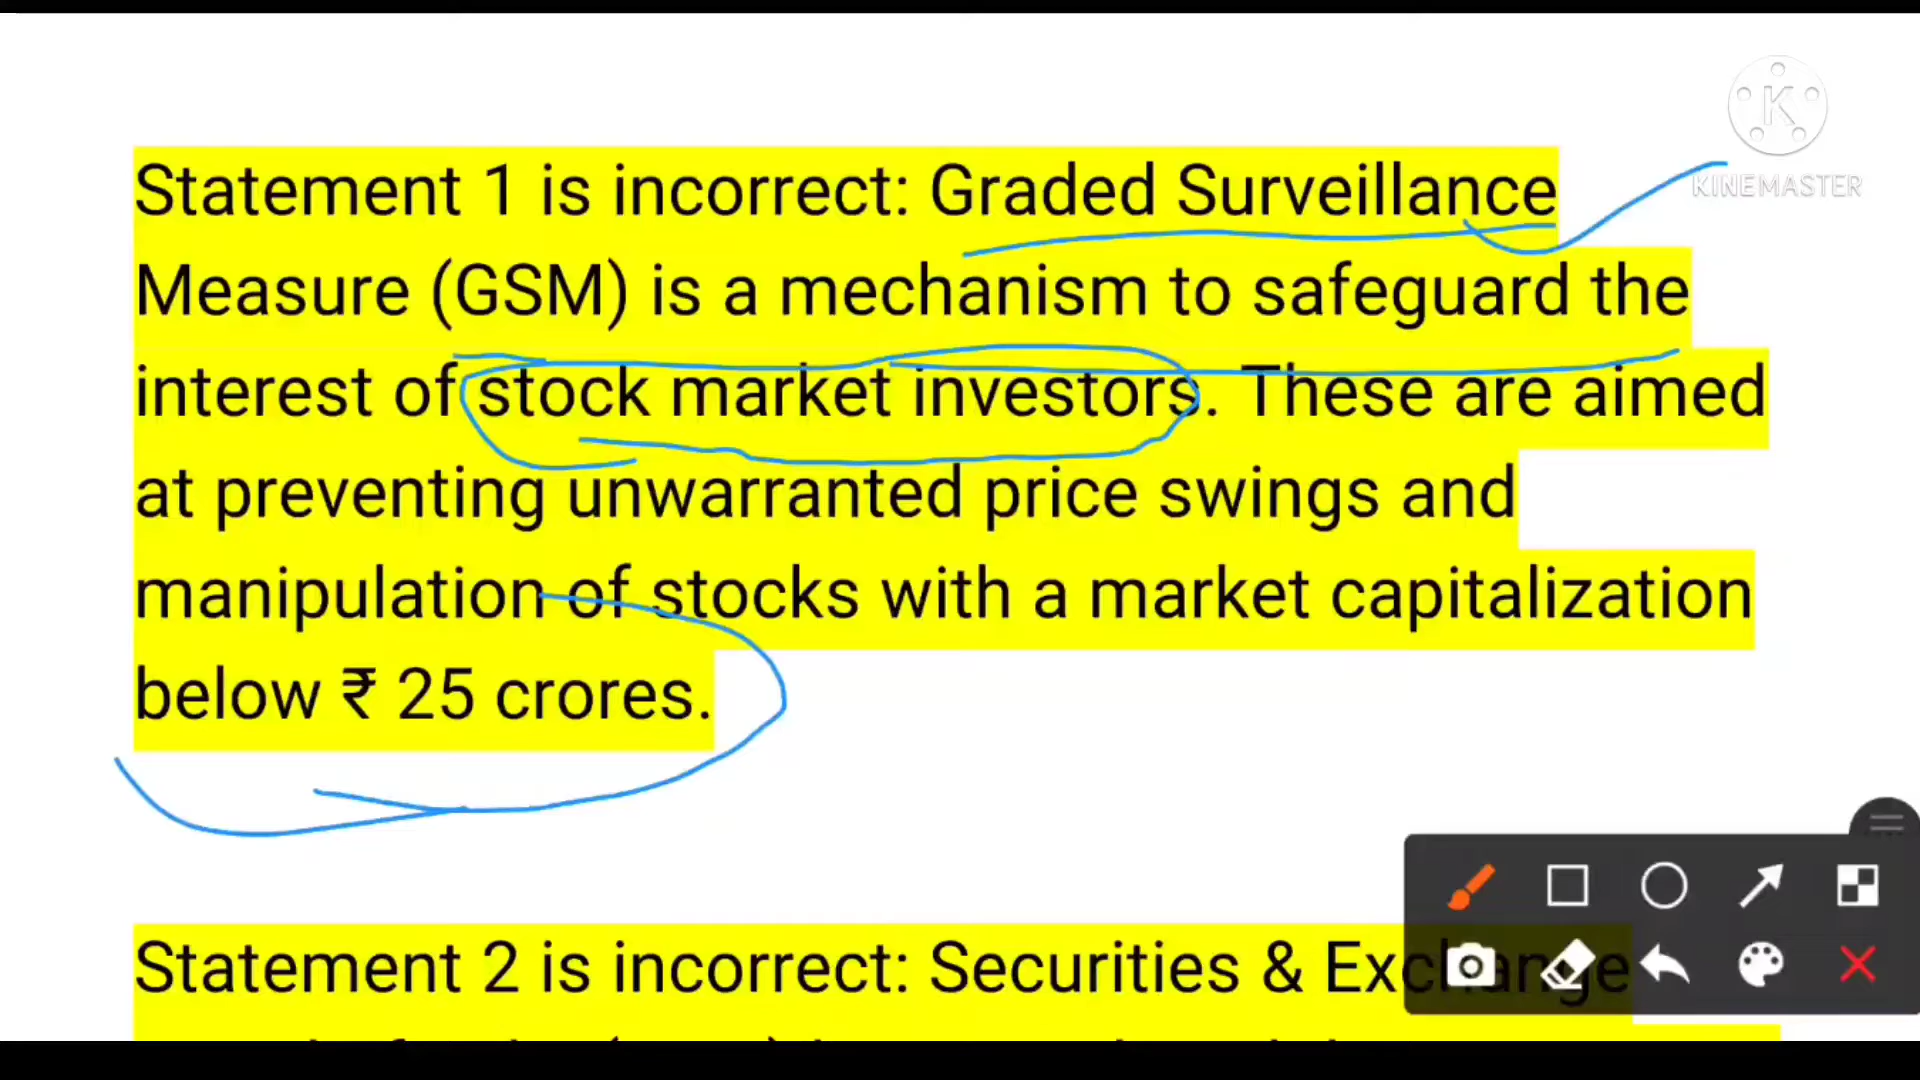 KINEMASTER
Statement 1 is incorrect: Graded Surveillance
Measure (GSM) is a mechanism to safeguard the
interest of stock market investors. These are aimed
at preventing unwarranted price swings and
manipulation of stocks with a market capitalization
below ₹ 25 crores.
Statement 2 is incorrect: Securities & Exchange